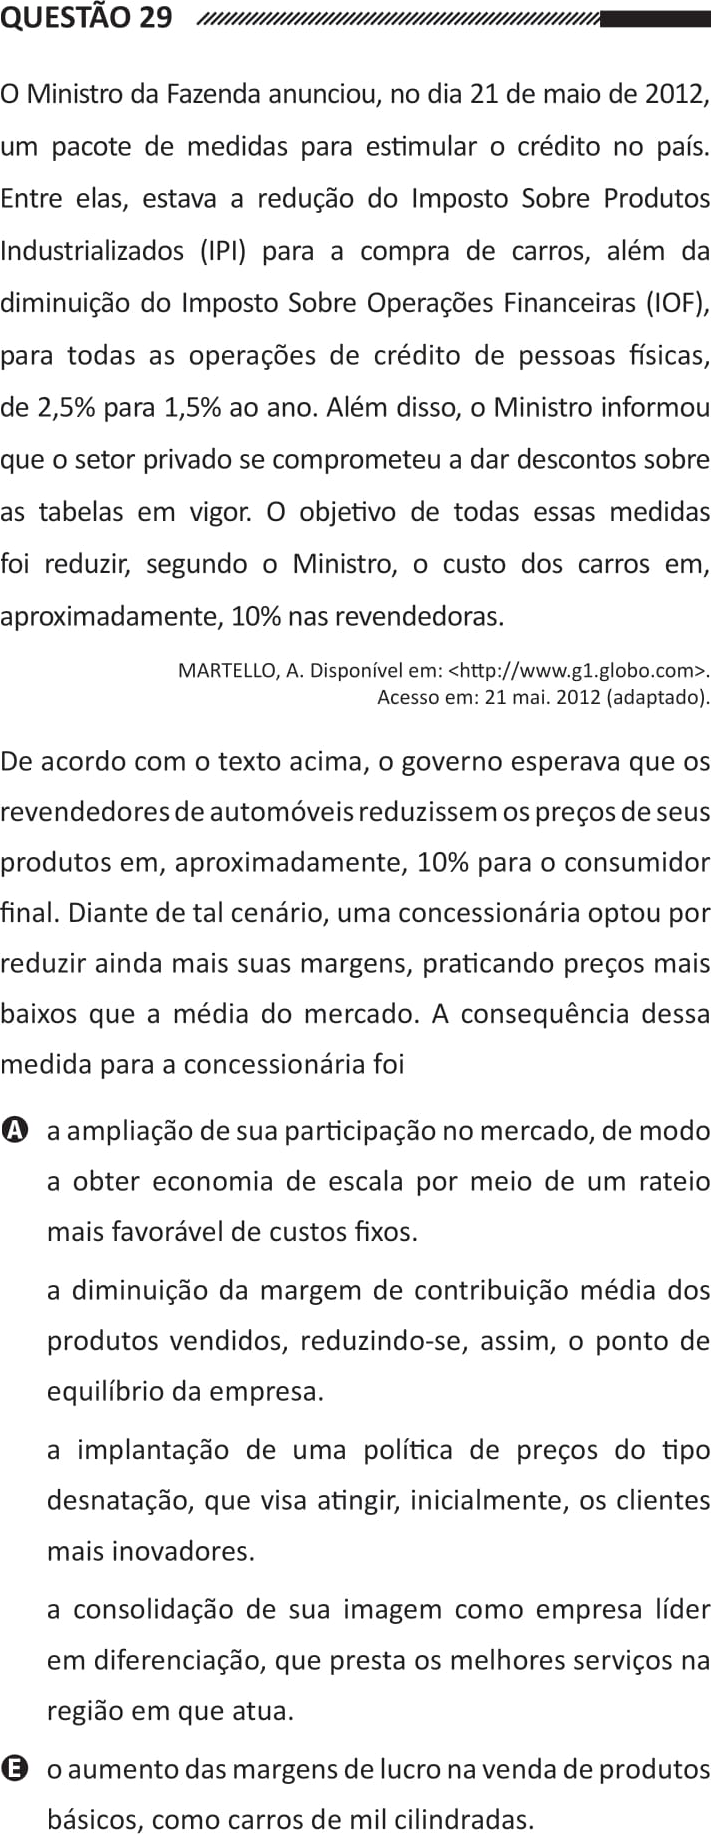 QUESTÃO 29
O Ministro da Fazenda anunciou, no dia 21 de maio de 2012,
um pacote de medidas para estimular o crédito no país.
Entre elas, estava a redução do Imposto Sobre Produtos
Industrializados (IPI) para a compra de carros, além da
diminuição do Imposto Sobre Operações Financeiras (IOF),
para todas as operações de crédito de pessoas físicas,
de 2,5% para 1,5% ao ano. Além disso, o Ministro informou
que o setor privado se comprometeu a dar descontos sobre
as tabelas em vigor. O objetivo de todas essas medidas
foi reduzir, segundo o Ministro, o custo dos carros em,
aproximadamente, 10% nas revendedoras.
MARTELLO, A. Disponível em: <http://www.g1.globo.com>.
Acesso em: 21 mai. 2012 (adaptado).
De acordo com o texto acima, o governo esperava que os
revendedores de automóveis reduzissem os preços de seus
produtos em, aproximadamente, 10% para o consumidor
final. Diante de tal cenário, uma concessionária optou por
reduzir ainda mais suas margens, praticando preços mais
baixos que a média do mercado. A consequência dessa
medida para a concessionária foi
A a ampliação de sua participação no mercado, de modo
a obter economia de escala por meio de um rateio
mais favorável de custos fixos.
a diminuição da margem de contribuição média dos
produtos vendidos, reduzindo-se, assim, o ponto de
equilíbrio da empresa.
a implantação de uma política de preços do tipo
desnatação, que visa atingir, inicialmente, os clientes
mais inovadores.
a consolidação de sua imagem como empresa líder
em diferenciação, que presta os melhores serviços na
região em que atua.
E o aumento das margens de lucro na venda de produtos
básicos, como carros de mil cilindradas.